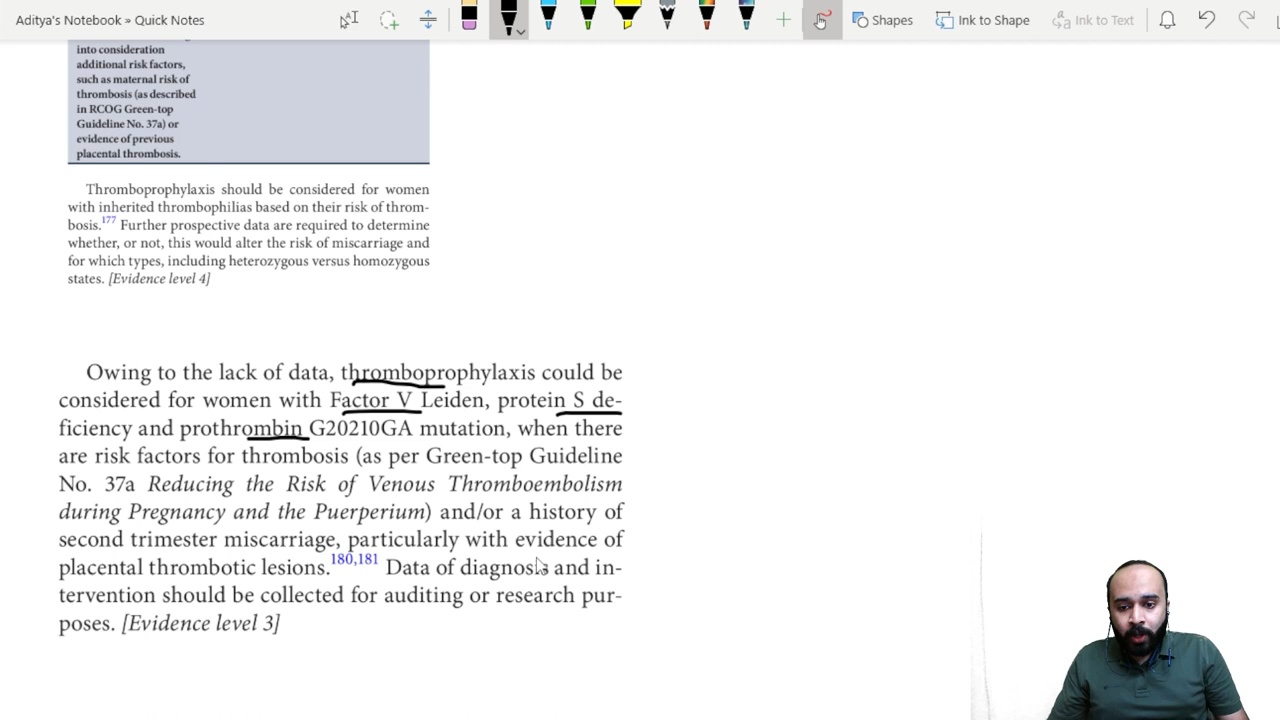 Aditya's Notebook » Quick Notes
Shapes
Ink to Shape
Ink to Text
into consideration
additional risk factors,
such as maternal risk of
thrombosis (as described
in RCOG Green-top
Guideline No. 37a) or
evidence of previous
placental thrombosis.
Thromboprophylaxis should be considered for women
with inherited thrombophilias based on their risk of throm-
bosis.177 Further prospective data are required to determine
whether, or not, this would alter the risk of miscarriage and
for which types, including heterozygous versus homozygous
states. [Evidence level 4]
Owing to the lack of data, thromboprophylaxis could be
considered for women with Factor V Leiden, protein S de-
ficiency and prothrombin G20210GA mutation, when there
are risk factors for thrombosis (as per Green-top Guideline
No. 37a Reducing the Risk of Venous Thromboembolism
during Pregnancy and the Puerperium) and/or a history of
second trimester miscarriage, particularly with evidence of
placental thrombotic lesions.180,181 Data of diagnosis and in-
tervention should be collected for auditing or research pur-
poses. [Evidence level 3]